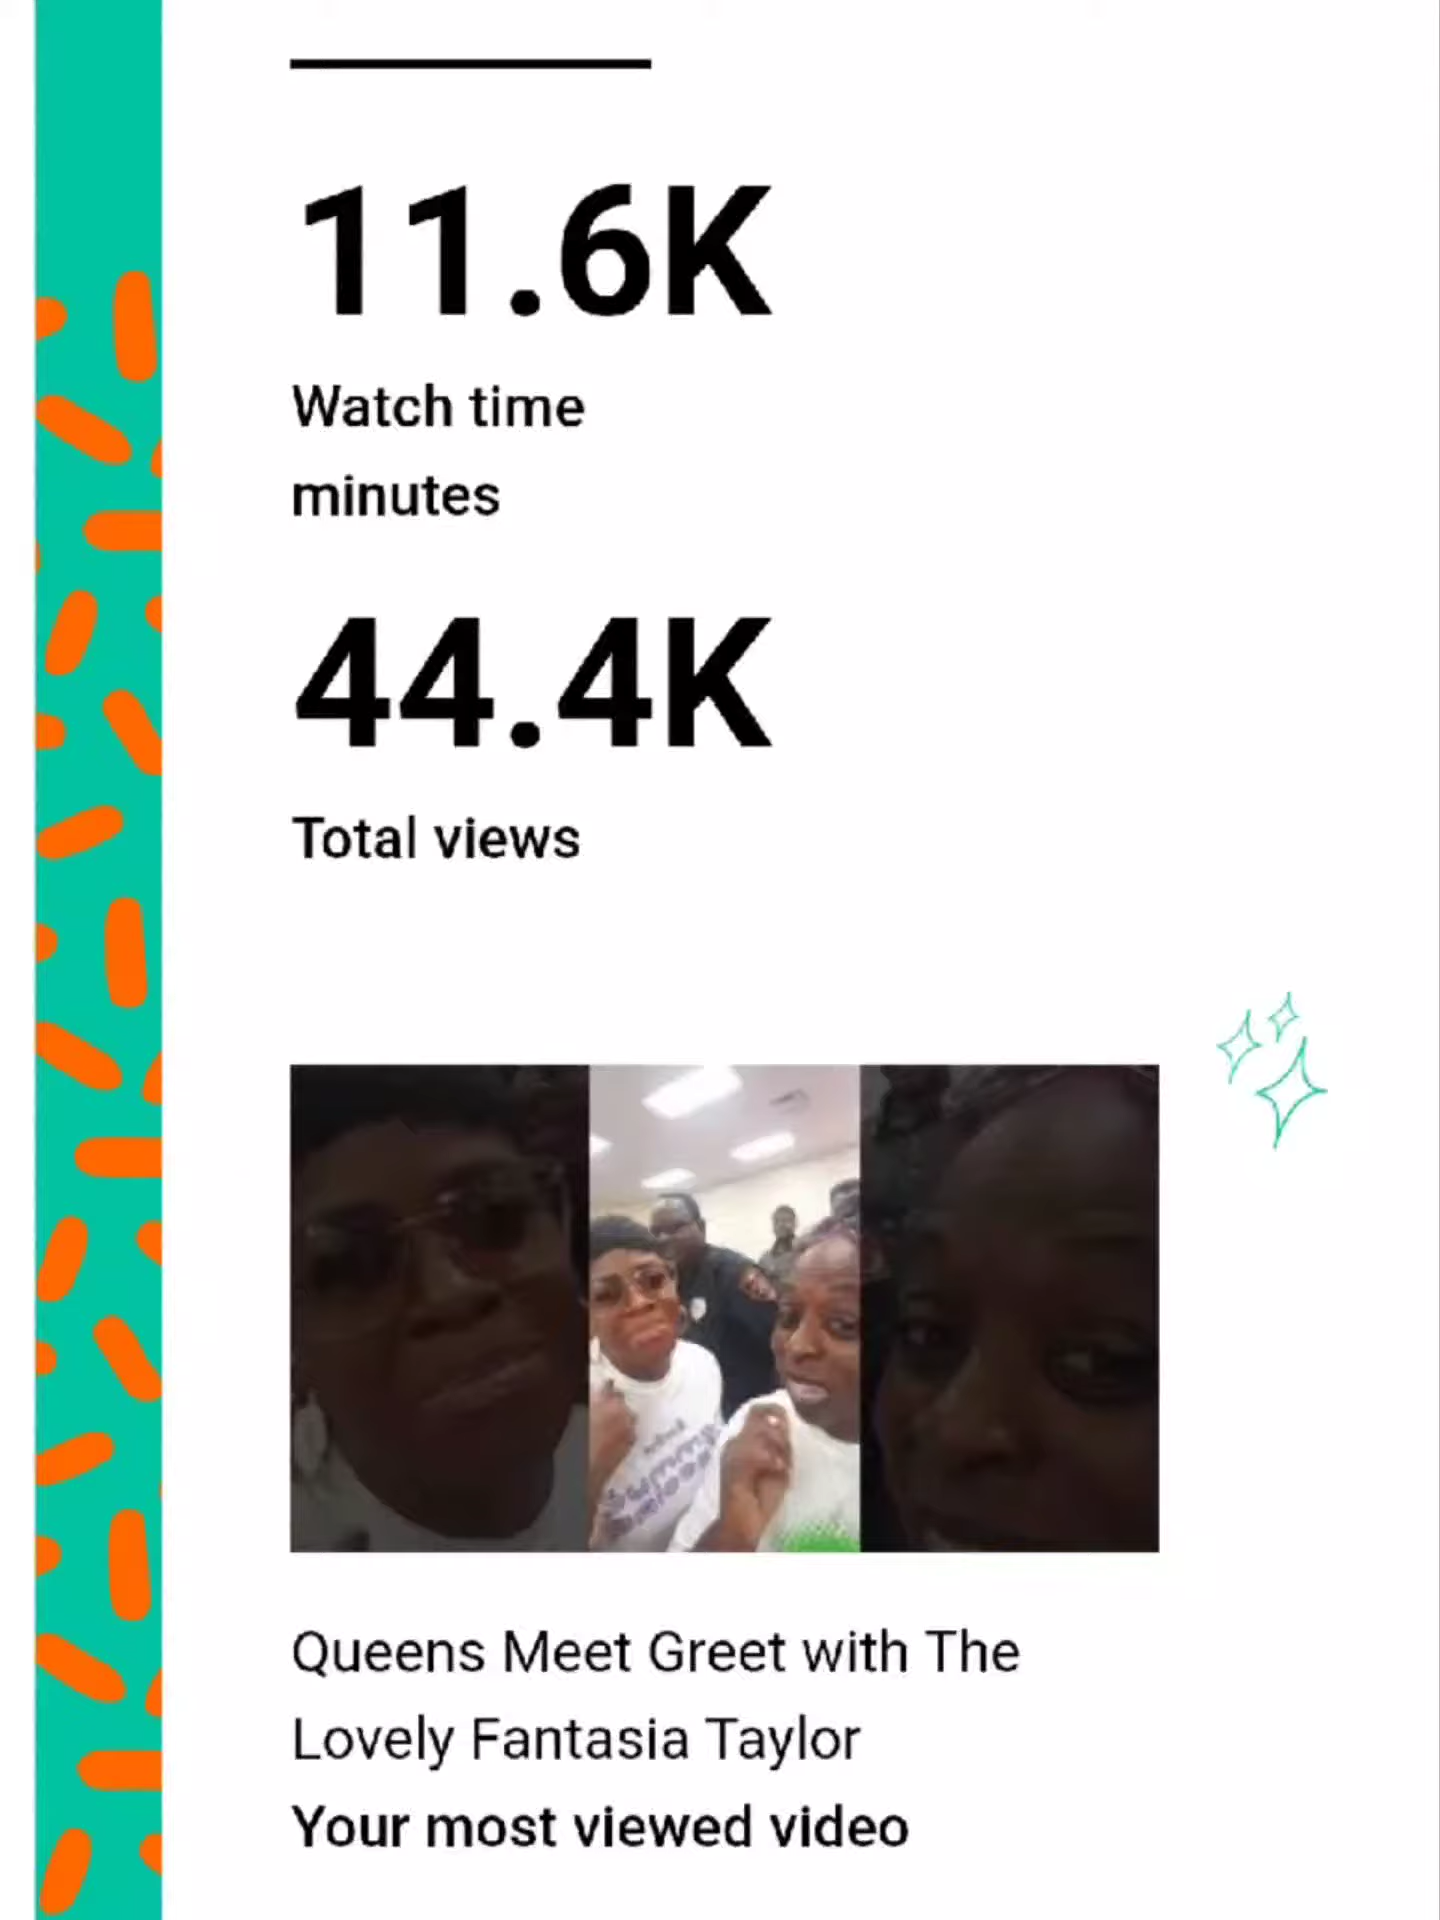 11.6K
Watch time
minutes
44.4K
Total views
Queens Meet Greet with The
Lovely Fantasia Taylor
Your most viewed video